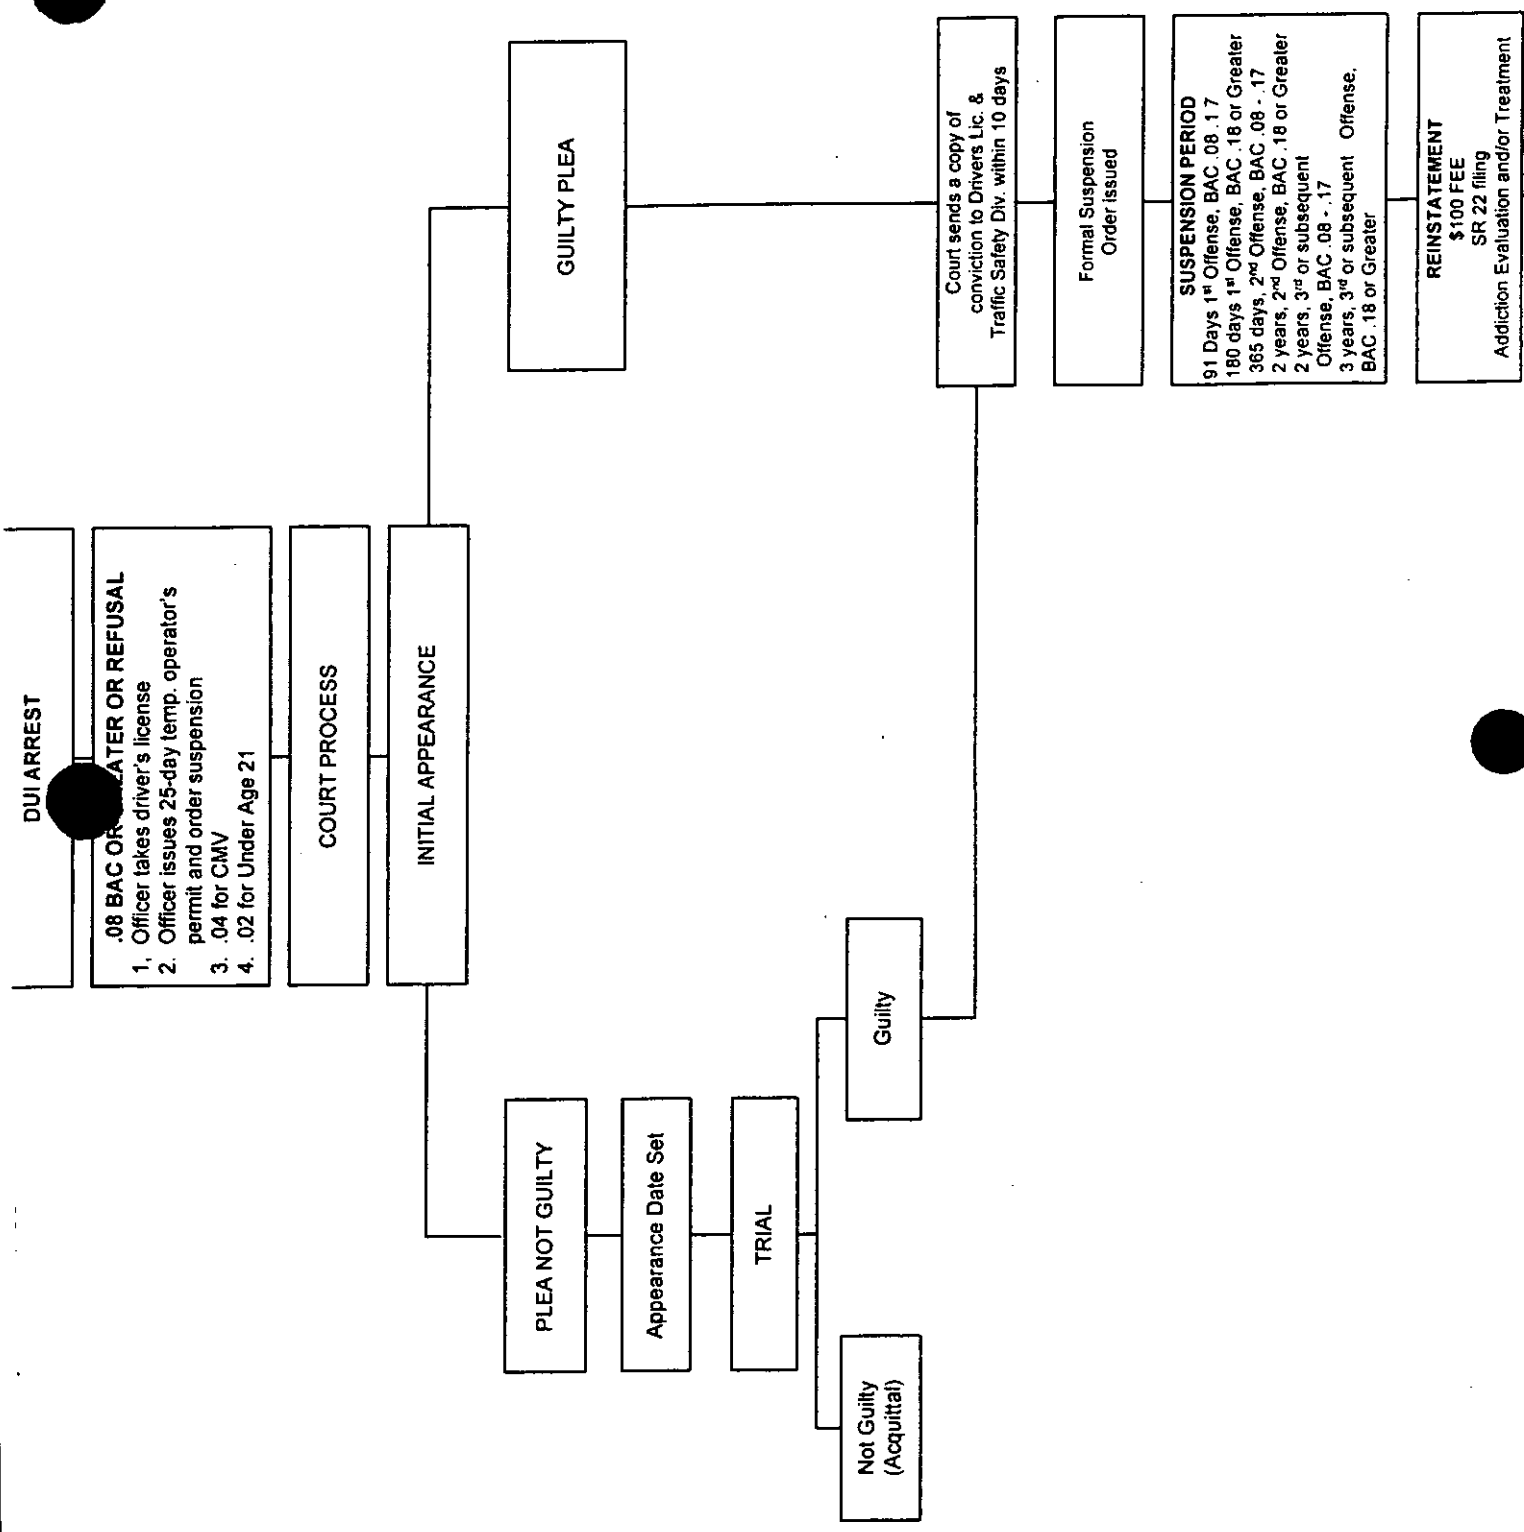 DUI ARREST
.08 BAC OR GREATER OR REFUSAL
1, Officer takes driver's license
2. Officer issues 25-day temp. operator's
permit and order suspension
3. .04 for CMV
4. .02 for Under Age 21
COURT PROCESS
INITIAL APPEARANCE
PLEA NOT GUILTY
Appearance Date Set
TRIAL
Not Guilty
(Acquittal)
Guilty
GUILTY PLEA
Court sends a copy of
conviction to Drivers Lic. &
Traffic Safety Div. within 10 days
Formal Suspension
Order issued
SUSPENSION PERIOD
91 Days 1st Offense, BAC .08 .17
180 days 1st Offense, BAC .18 or Greater
365 days, 2nd Offense, BAC .08 - .17
2 years, 2nd Offense, BAC .18 or Greater
2 years, 3rd or subsequent
Offense, BAC .08 - .17
3 years, 3rd or subsequent Offense,
BAC .18 or Greater
REINSTATEMENT
$100 FEE
SR 22 filing
Addiction Evaluation and/or Treatment